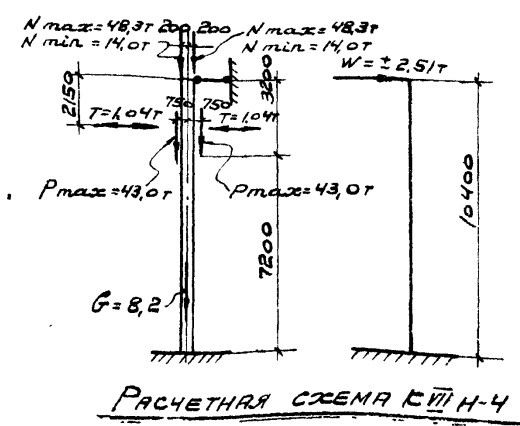 N max = 48,3т 200 200 N max = 48,3т
N min = 14,0т N min = 14,0т
W = ± 2,51т
2150
3200
750 750
T=1,04т T=1,04т
P max = 43,0т P max = 43,0т
10400
7200
G = 8,2
РАСЧЕТНАЯ СХЕМА К VIII Н-4